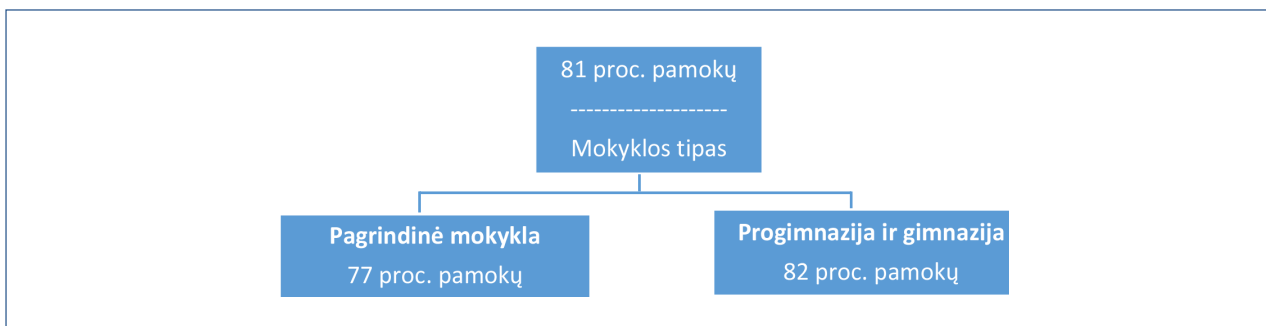 81 proc. pamokų
--------------------
Mokyklos tipas
Pagrindinė mokykla
77 proc. pamokų
Progimnazija ir gimnazija
82 proc. pamokų